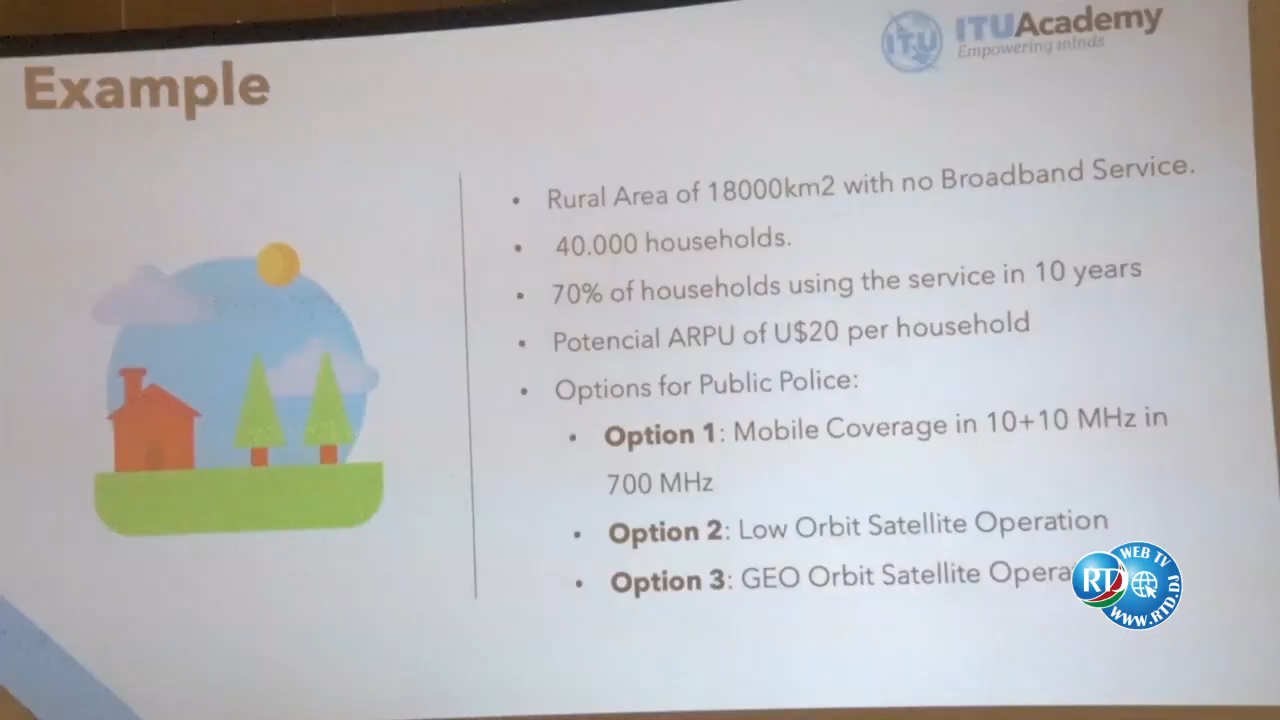 ITUAcademy
Empowering minds
ITU
Example
• Rural Area of 18000km2 with no Broadband Service.
• 40.000 households.
• 70% of households using the service in 10 years
• Potencial ARPU of U$20 per household
• Options for Public Police:
• Option 1: Mobile Coverage in 10+10 MHz in
700 MHz
• Option 2: Low Orbit Satellite Operation
• Option 3: GEO Orbit Satellite Opera
WEB TV
RTD
WWW.RTD.DJ